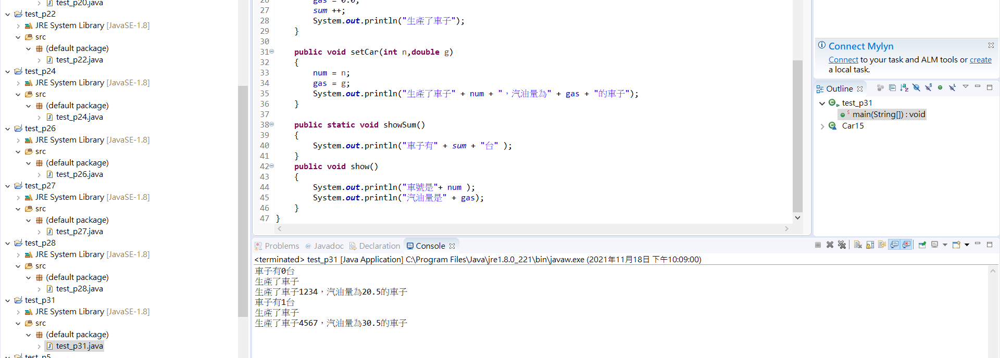 test_p20.java
test_p22
JRE System Library [JavaSE-1.8]
src
(default package)
test_p22.java
test_p24
JRE System Library [JavaSE-1.8]
src
(default package)
test_p24.java
test_p26
JRE System Library [JavaSE-1.8]
src
(default package)
test_p26.java
test_p27
JRE System Library [JavaSE-1.8]
src
(default package)
test_p27.java
test_p28
JRE System Library [JavaSE-1.8]
src
(default package)
test_p28.java
test_p31
JRE System Library [JavaSE-1.8]
src
(default package)
test_p31.java
test_p5
26 gas = 0.0;
27 sum ++;
28 System.out.println("生產了車子");
29 }
30
31 public void setCar(int n,double g)
32 {
33 num = n;
34 gas = g;
35 System.out.println("生產了車子" + num + "，汽油量為" + gas + "的車子");
36 }
37
38 public static void showSum()
39 {
40 System.out.println("車子有" + sum + "台" );
41 }
42 public void show()
43 {
44 System.out.println("車號是"+ num );
45 System.out.println("汽油量是" + gas);
46 }
47 }
Connect Mylyn
Connect to your task and ALM tools or create
a local task.
Outline
test_p31
main(String[]) : void
Car15
Problems @ Javadoc Declaration Console
<terminated> test_p31 [Java Application] C:\Program Files\Java\jre1.8.0_221\bin\javaw.exe (2021年11月18日 下午10:09:00)
車子有0台
生產了車子
生產了車子1234，汽油量為20.5的車子
車子有1台
生產了車子
生產了車子4567，汽油量為30.5的車子